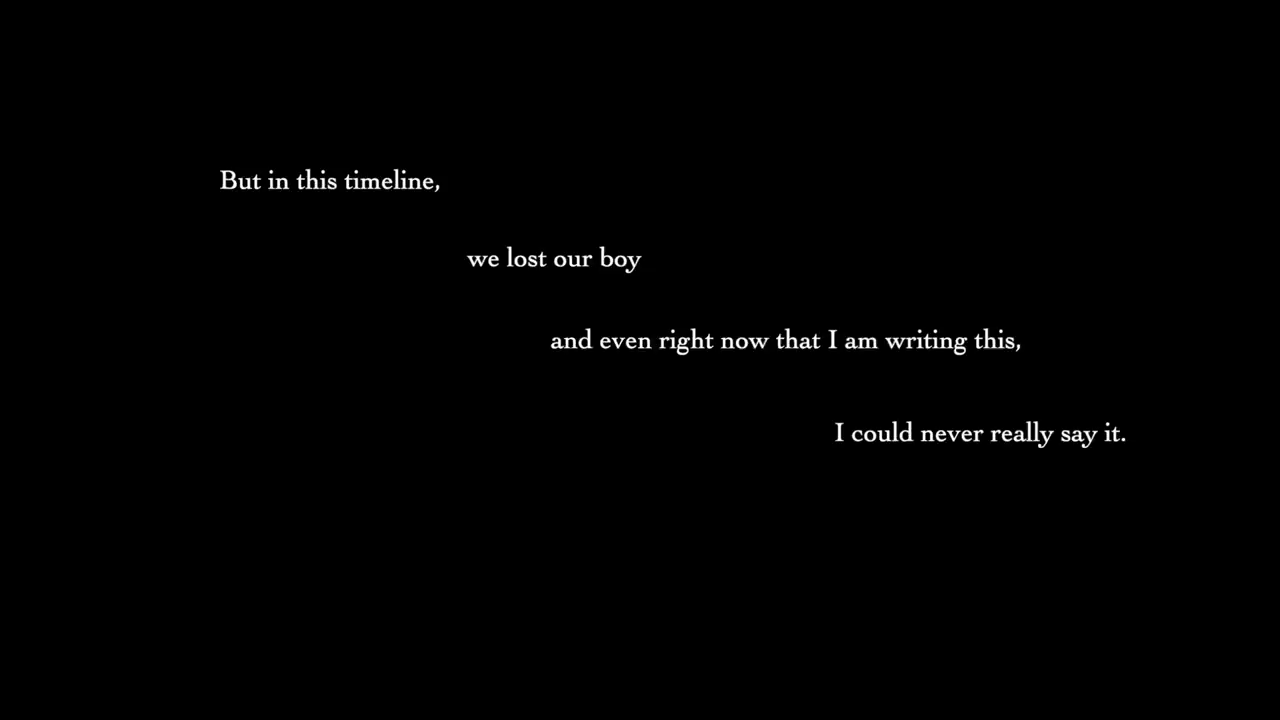 But in this timeline,
we lost our boy
and even right now that I am writing this,
I could never really say it.